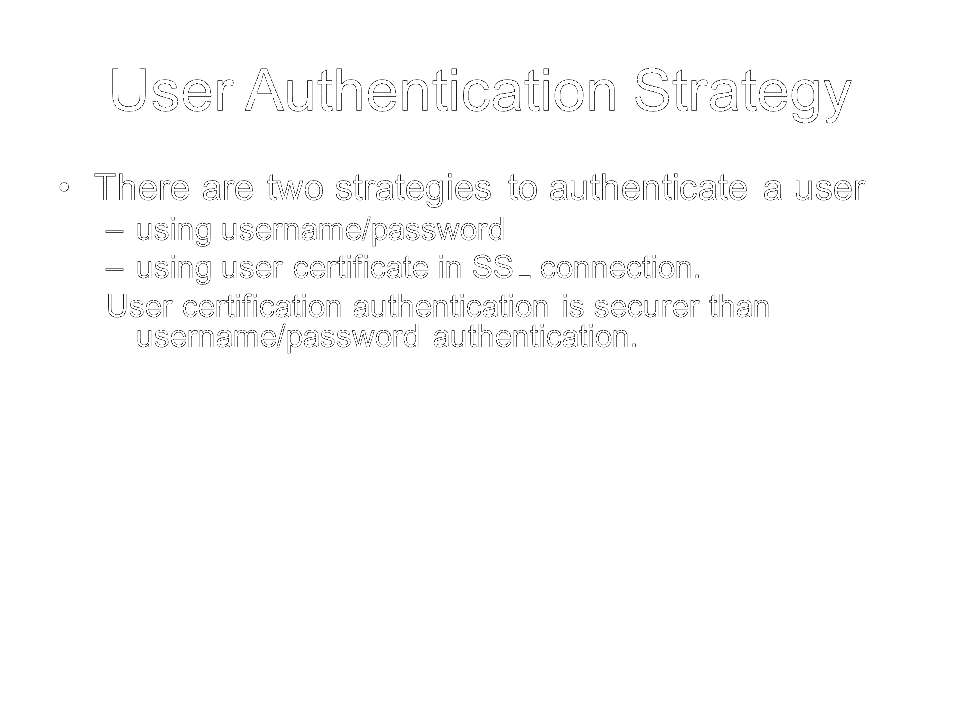 User Authentication Strategy
• There are two strategies to authenticate a user
– using username/password
– using user certificate in SSL connection.
User certification authentication is securer than
username/password authentication.